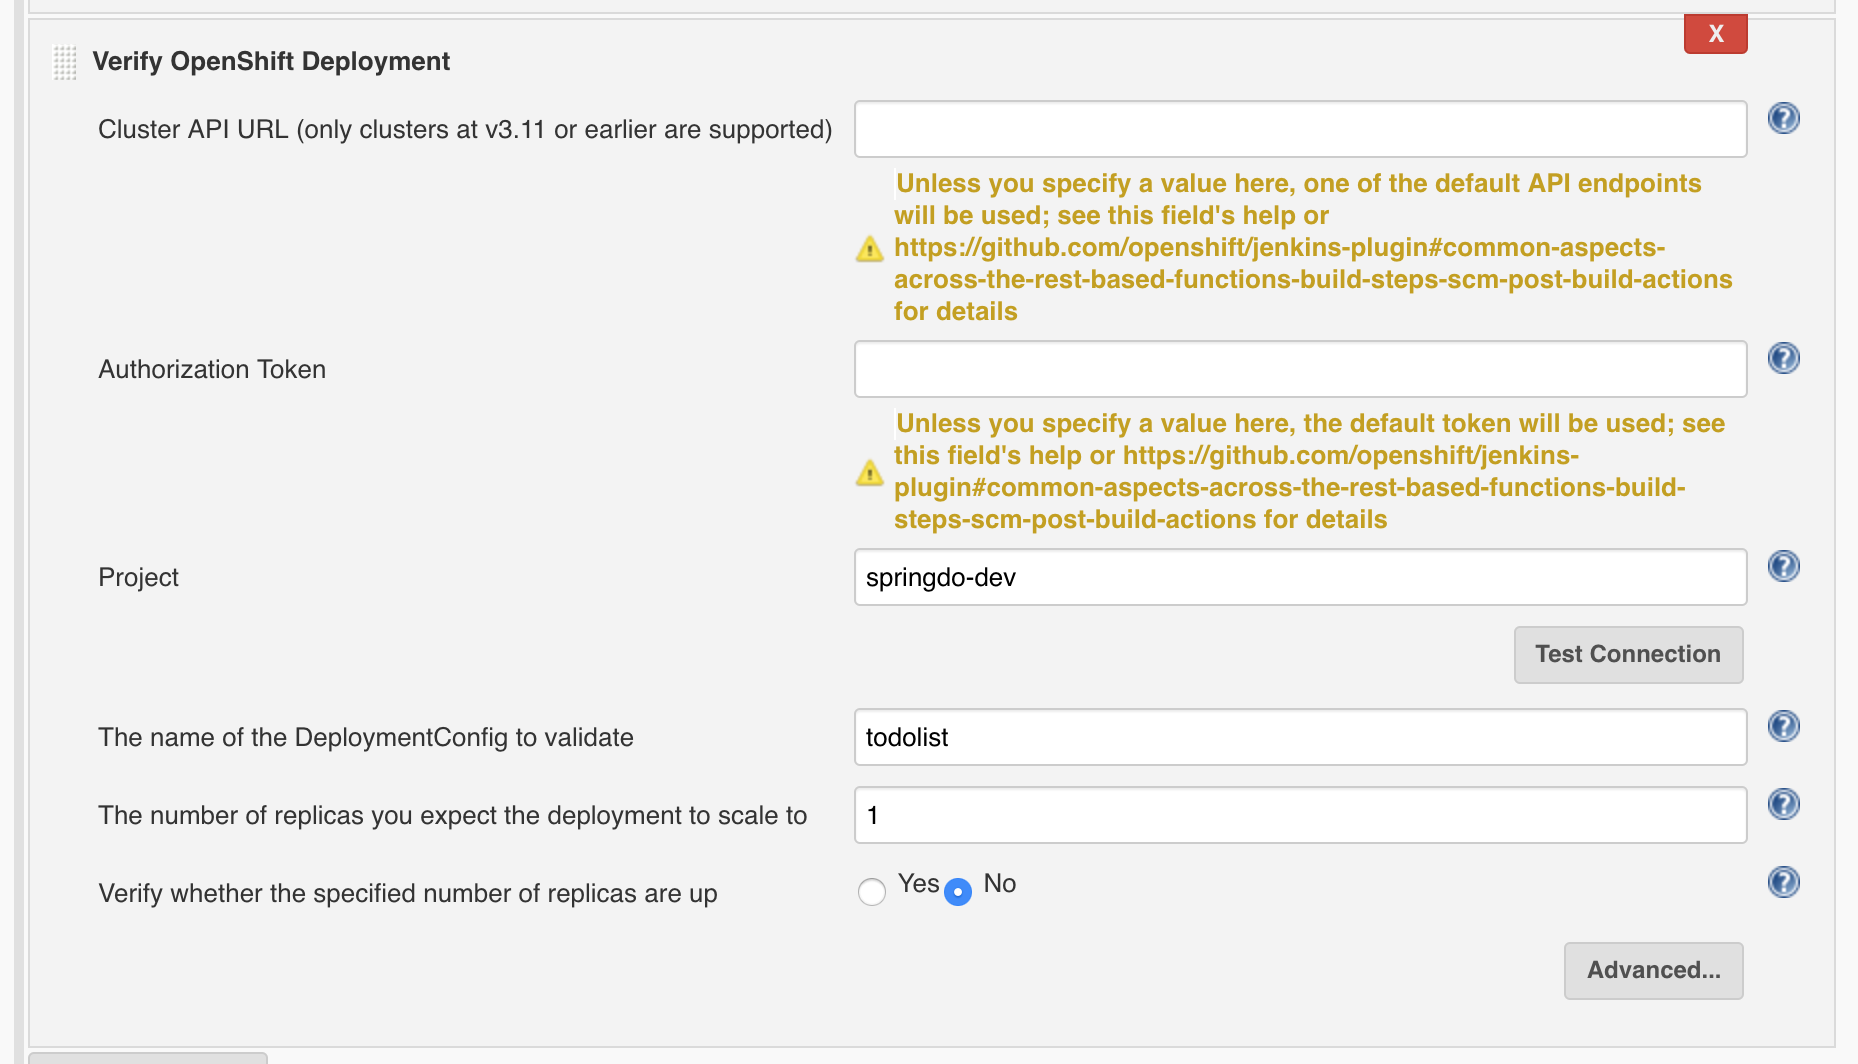 X
Verify OpenShift Deployment
Cluster API URL (only clusters at v3.11 or earlier are supported)
Unless you specify a value here, one of the default API endpoints
will be used; see this field's help or
https://github.com/openshift/jenkins-plugin#common-aspects-
across-the-rest-based-functions-build-steps-scm-post-build-actions
for details
Authorization Token
Unless you specify a value here, the default token will be used; see
this field's help or https://github.com/openshift/jenkins-
plugin#common-aspects-across-the-rest-based-functions-build-
steps-scm-post-build-actions for details
Project springdo-dev
Test Connection
The name of the DeploymentConfig to validate todolist
The number of replicas you expect the deployment to scale to 1
Verify whether the specified number of replicas are up Yes No
Advanced...